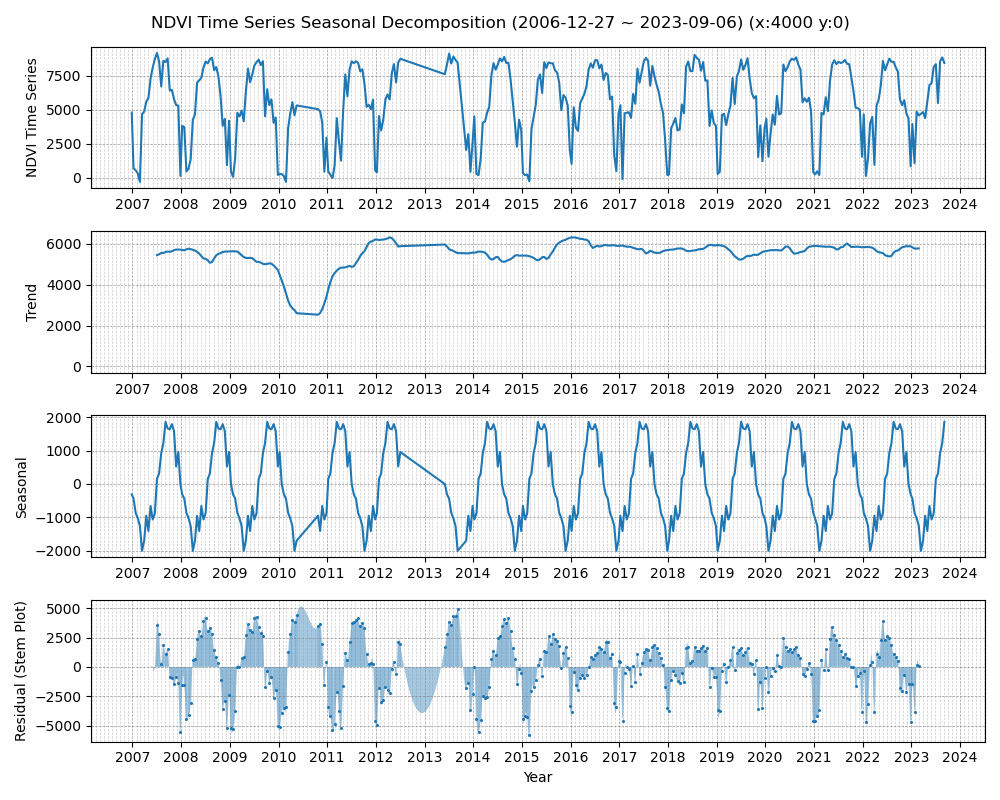 NDVI Time Series Seasonal Decomposition (2006-12-27 ~ 2023-09-06) (x:4000 y:0)
NDVI Time Series
7500
5000
2500
0
2007 2008 2009 2010 2011 2012 2013 2014 2015 2016 2017 2018 2019 2020 2021 2022 2023 2024
Trend
6000
4000
2000
0
2007 2008 2009 2010 2011 2012 2013 2014 2015 2016 2017 2018 2019 2020 2021 2022 2023 2024
Seasonal
2000
1000
0
−1000
−2000
2007 2008 2009 2010 2011 2012 2013 2014 2015 2016 2017 2018 2019 2020 2021 2022 2023 2024
Residual (Stem Plot)
5000
2500
0
−2500
−5000
2007 2008 2009 2010 2011 2012 2013 2014 2015 2016 2017 2018 2019 2020 2021 2022 2023 2024
Year